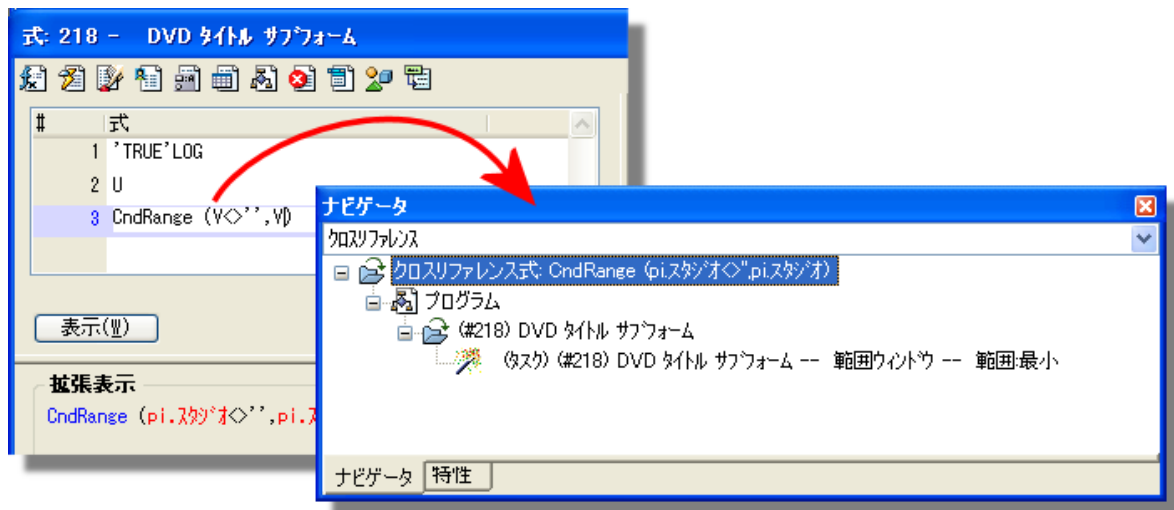 式: 218 - DVD ﾀｲﾄﾙ ｻﾌﾞﾌｫｰﾑ
# 式
1 'TRUE'LOG
2 U
3 CndRange (V<>'',V)
表示(W)
拡張表示
CndRange (pi.ｽﾀｼﾞｵ<>'',pi.ｽ
ナビゲータ
ｸﾛｽﾘﾌｧﾚﾝｽ
クロスリファレンス式: CndRange (pi.ｽﾀｼﾞｵ<>'',pi.ｽﾀｼﾞｵ)
プログラム
(#218) DVD ﾀｲﾄﾙ ｻﾌﾞﾌｫｰﾑ
(ﾀｽｸ) (#218) DVD ﾀｲﾄﾙ ｻﾌﾞﾌｫｰﾑ -- 範囲ｳｨﾝﾄﾞｳ -- 範囲:最小
ナビゲータ 特性